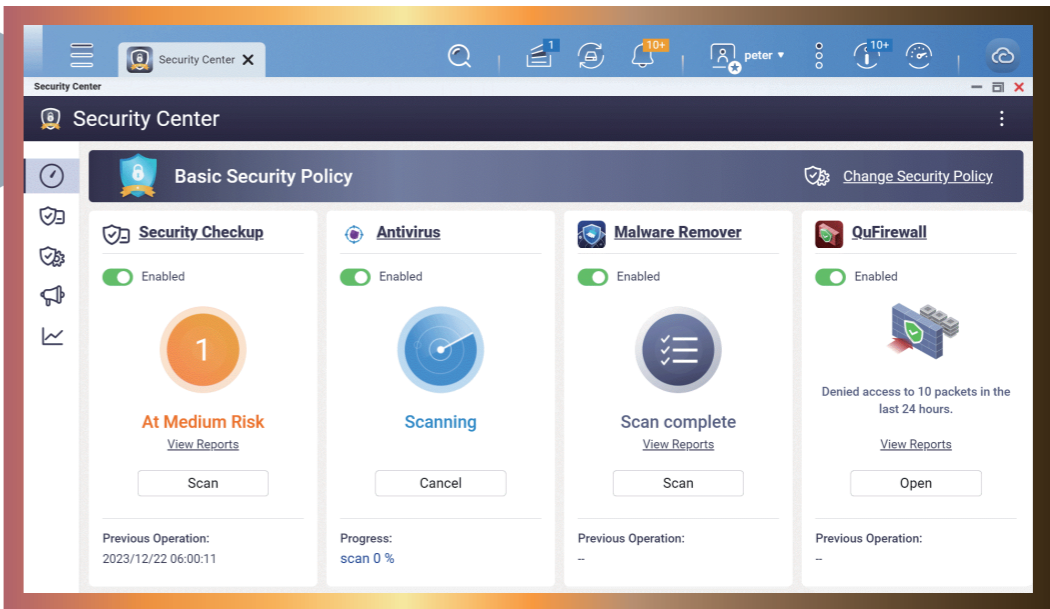 Security Center
1
10+
peter
10+
Security Center
Security Center
Basic Security Policy
Change Security Policy
Security Checkup
Enabled
1
At Medium Risk
View Reports
Scan
Previous Operation:
2023/12/22 06:00:11
Antivirus
Enabled
Scanning
Cancel
Progress:
scan 0 %
Malware Remover
Enabled
Scan complete
View Reports
Scan
Previous Operation:
--
QuFirewall
Enabled
Denied access to 10 packets in the
last 24 hours.
View Reports
Open
Previous Operation:
--